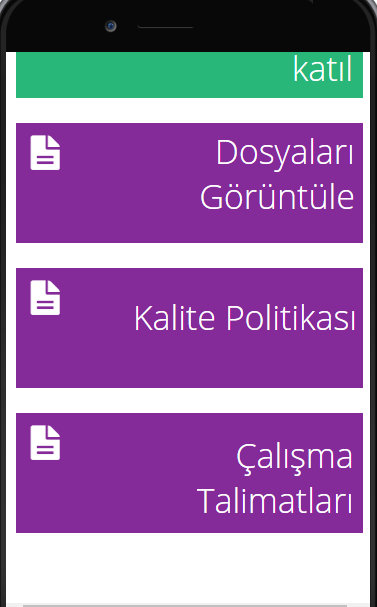 katıl
Dosyaları
Görüntüle
Kalite Politikası
Çalışma
Talimatları